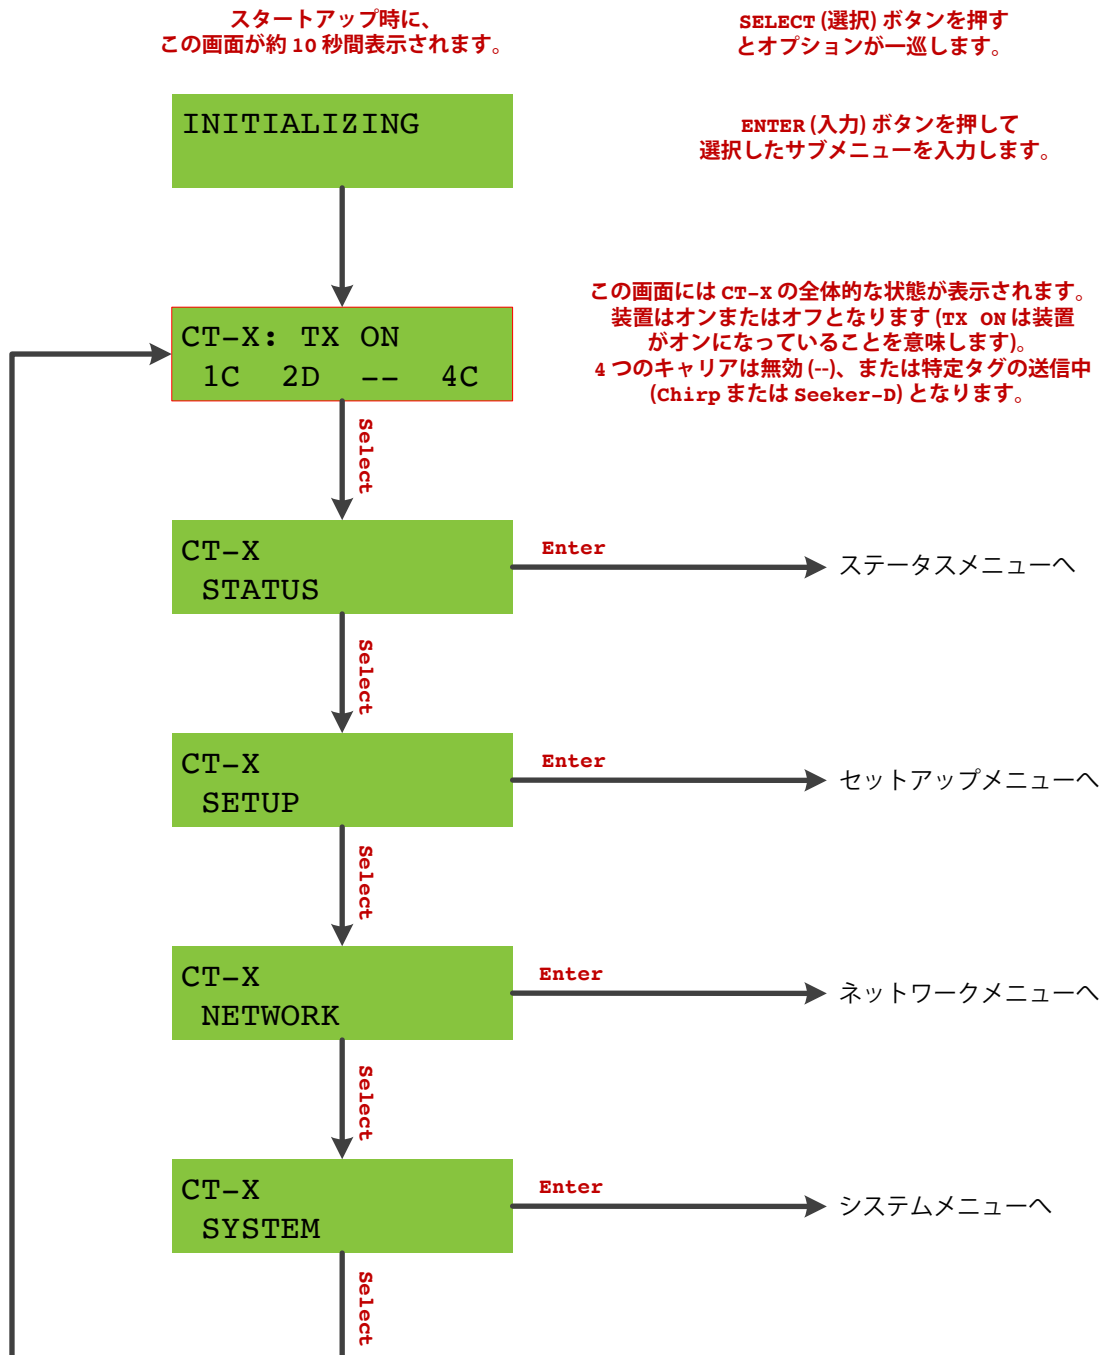 スタートアップ時に、
この画面が約 10 秒間表示されます。
SELECT (選択) ボタンを押す
とオプションが一巡します。
INITIALIZING
ENTER (入力) ボタンを押して
選択したサブメニューを入力します。
CT-X: TX ON
1C 2D -- 4C
この画面には CT-X の全体的な状態が表示されます。
装置はオンまたはオフとなります (TX ON は装置
がオンになっていることを意味します)。
4 つのキャリアは無効 (--)、または特定タグの送信中
(Chirp または Seeker-D) となります。
Select
CT-X
STATUS
Enter
ステータスメニューへ
Select
CT-X
SETUP
Enter
セットアップメニューへ
Select
CT-X
NETWORK
Enter
ネットワークメニューへ
Select
CT-X
SYSTEM
Enter
システムメニューへ
Select